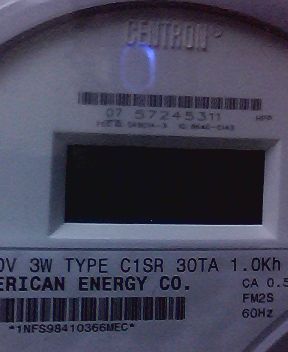 CENTRON®
07 57245311
0V 3W TYPE C1SR 30TA 1.0Kh
ERICAN ENERGY CO.
CA 0.5
FM2S
60Hz
*1NFS98410366MEC*